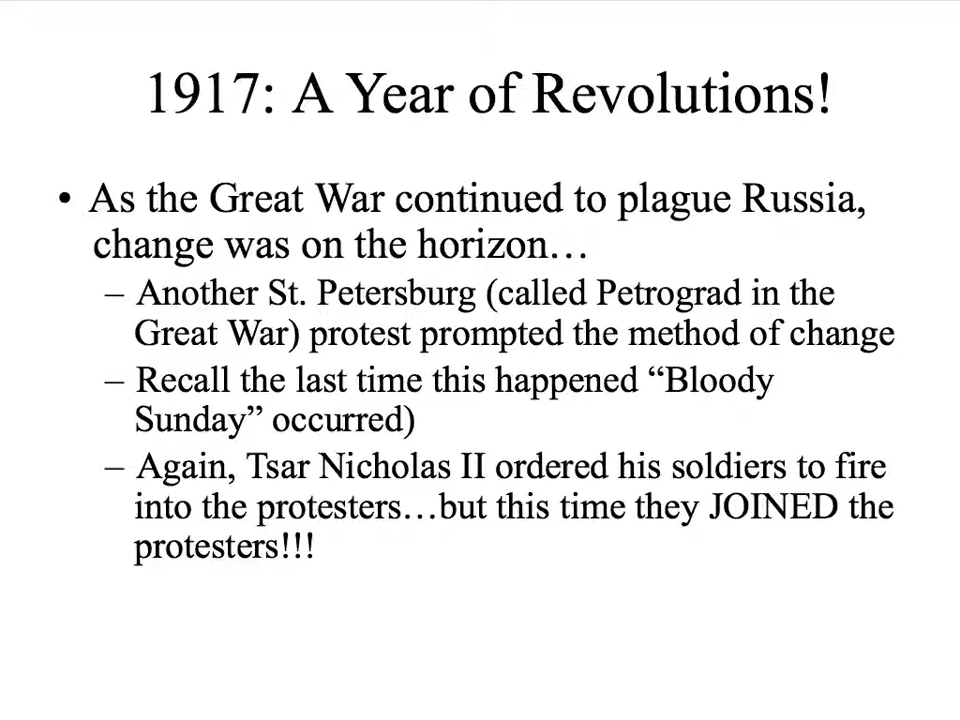 1917: A Year of Revolutions!
• As the Great War continued to plague Russia,
change was on the horizon…
– Another St. Petersburg (called Petrograd in the
Great War) protest prompted the method of change
– Recall the last time this happened “Bloody
Sunday” occurred)
– Again, Tsar Nicholas II ordered his soldiers to fire
into the protesters…but this time they JOINED the
protesters!!!